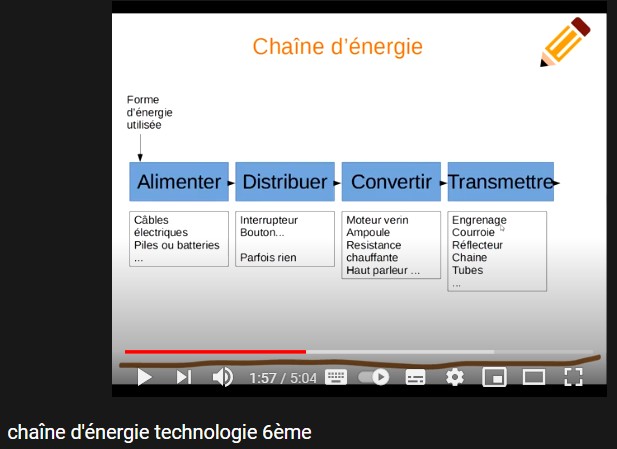 Chaîne d'énergie
Forme
d'énergie
utilisée
Alimenter
Distribuer
Convertir
Transmettre
Câbles
électriques
Piles ou batteries
...
Interrupteur
Bouton...
Parfois rien
Moteur verin
Ampoule
Resistance
chauffante
Haut parleur ...
Engrenage
Courroie
Réflecteur
Chaine
Tubes
...
1:57 / 5:04
chaîne d'énergie technologie 6ème